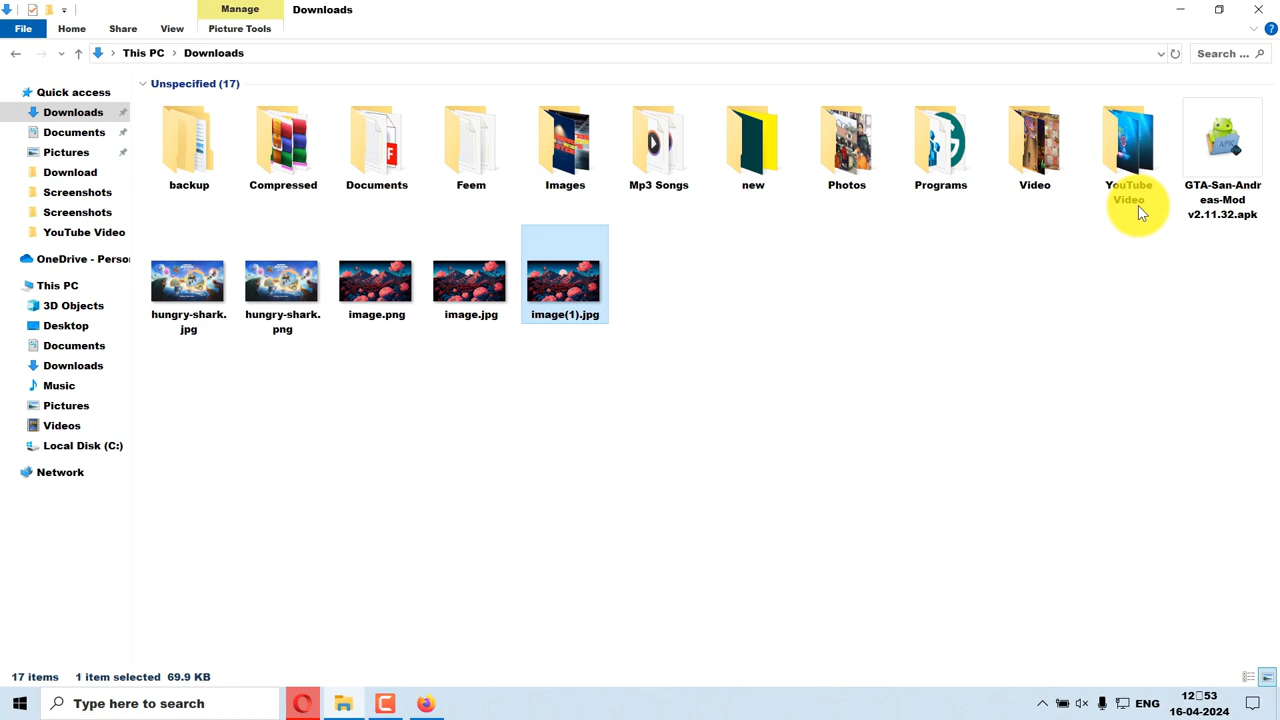 Manage
Downloads
File
Home
Share
View
Picture Tools
This PC
Downloads
Search ...
Quick access
Downloads
Documents
Pictures
Download
Screenshots
Screenshots
YouTube Video
OneDrive - Perso
This PC
3D Objects
Desktop
Documents
Downloads
Music
Pictures
Videos
Local Disk (C:)
Network
Unspecified (17)
backup
Compressed
Documents
Feem
Images
Mp3 Songs
new
Photos
Programs
Video
YouTube
Video
APK
GTA-San-Andr
eas-Mod
v2.11.32.apk
hungry-shark.
jpg
hungry-shark.
png
image.png
image.jpg
image(1).jpg
17 items
1 item selected 69.9 KB
Type here to search
ENG
12▯53
16-04-2024